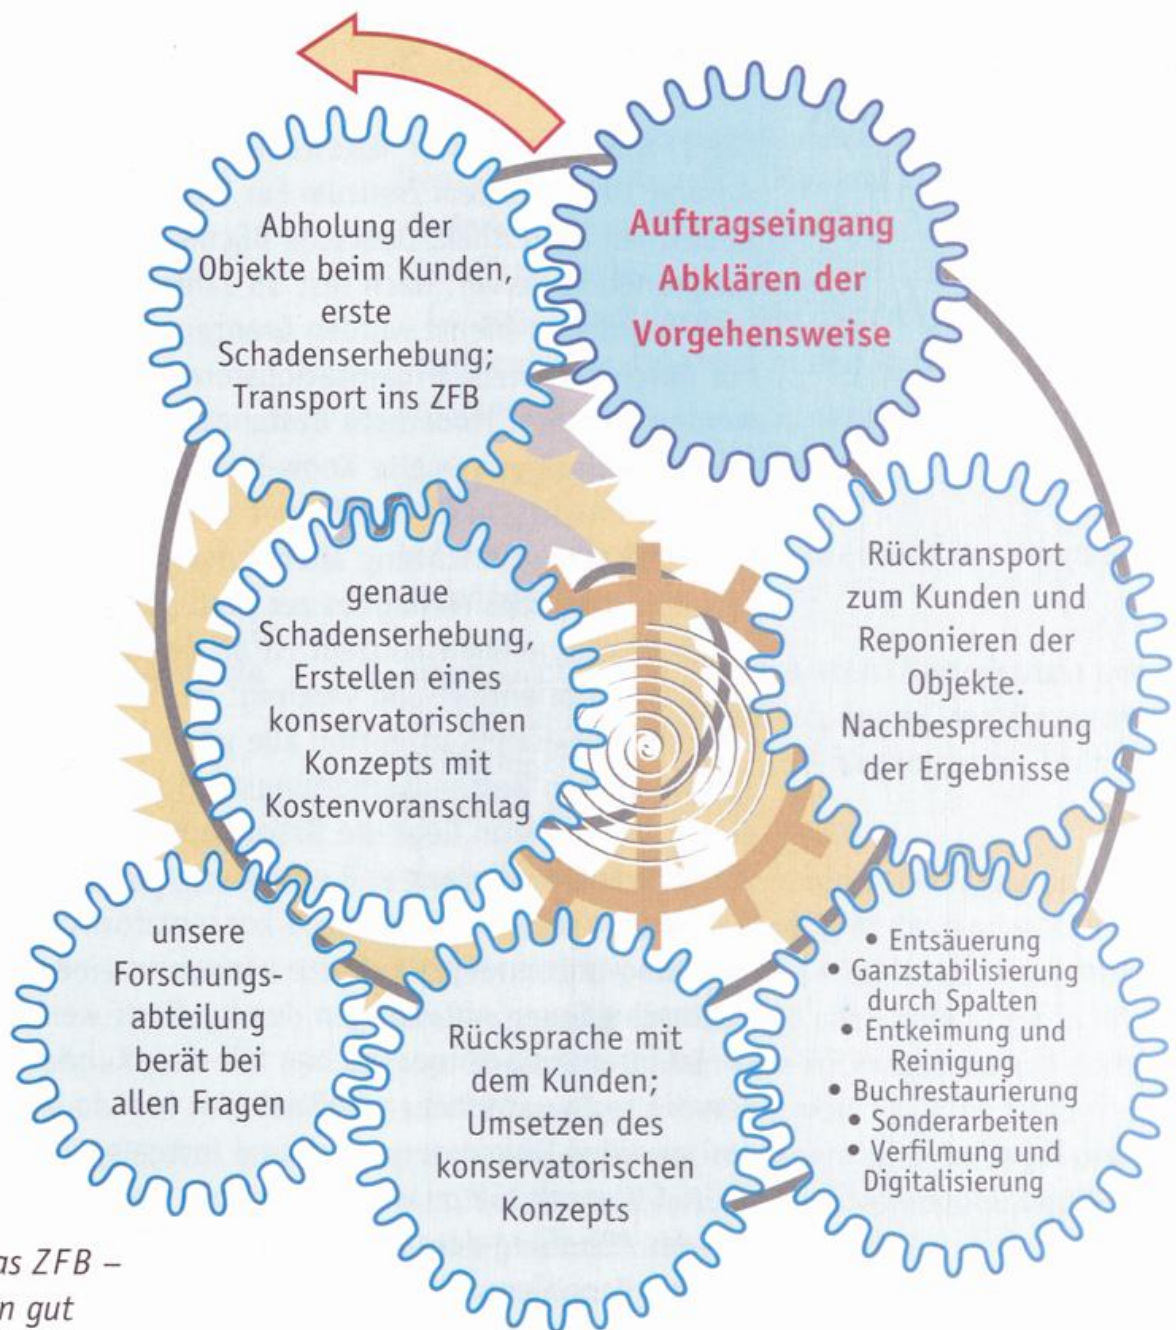 Auftragseingang
Abklären der
Vorgehensweise
Abholung der
Objekte beim Kunden,
erste
Schadenserhebung;
Transport ins ZFB
genaue
Schadenserhebung,
Erstellen eines
konservatorischen
Konzepts mit
Kostenvoranschlag
unsere
Forschungs-
abteilung
berät bei
allen Fragen
Rücksprache mit
dem Kunden;
Umsetzen des
konservatorischen
Konzepts
• Entsäuerung
• Ganzstabilisierung
durch Spalten
• Entkeimung und
Reinigung
• Buchrestaurierung
• Sonderarbeiten
• Verfilmung und
Digitalisierung
Rücktransport
zum Kunden und
Reponieren der
Objekte.
Nachbesprechung
der Ergebnisse
ZFB –
gut